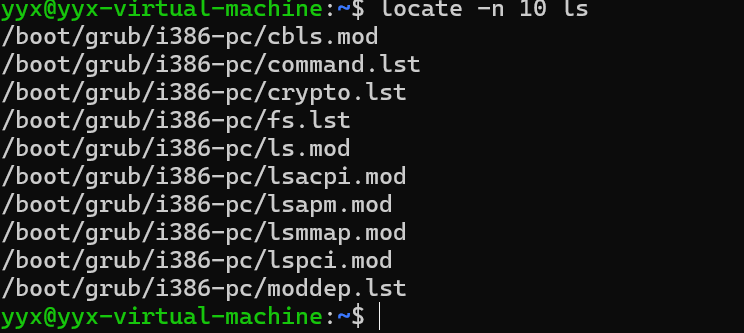 yyx@yyx-virtual-machine:~$ locate -n 10 ls
/boot/grub/i386-pc/cbls.mod
/boot/grub/i386-pc/command.lst
/boot/grub/i386-pc/crypto.lst
/boot/grub/i386-pc/fs.lst
/boot/grub/i386-pc/ls.mod
/boot/grub/i386-pc/lsacpi.mod
/boot/grub/i386-pc/lsapm.mod
/boot/grub/i386-pc/lsmmap.mod
/boot/grub/i386-pc/lspci.mod
/boot/grub/i386-pc/moddep.lst
yyx@yyx-virtual-machine:~$